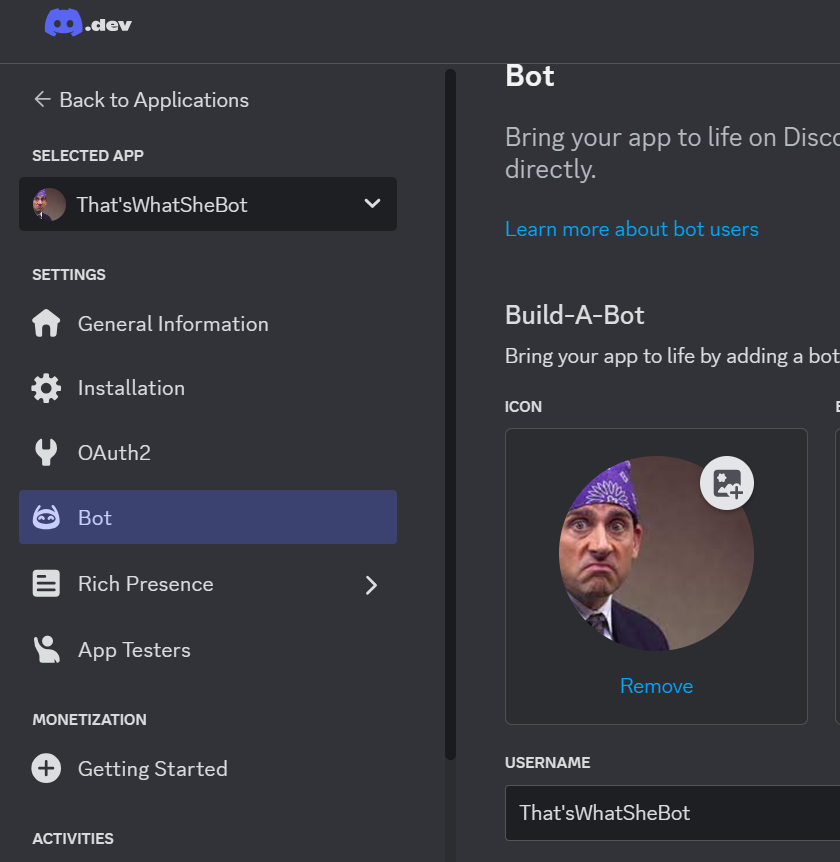 .dev
Back to Applications
SELECTED APP
That'sWhatSheBot
SETTINGS
General Information
Installation
OAuth2
Bot
Rich Presence
App Testers
MONETIZATION
Getting Started
ACTIVITIES
Bot
Bring your app to life on Disco
directly.
Learn more about bot users
Build-A-Bot
Bring your app to life by adding a bot
ICON
Remove
USERNAME
That'sWhatSheBot